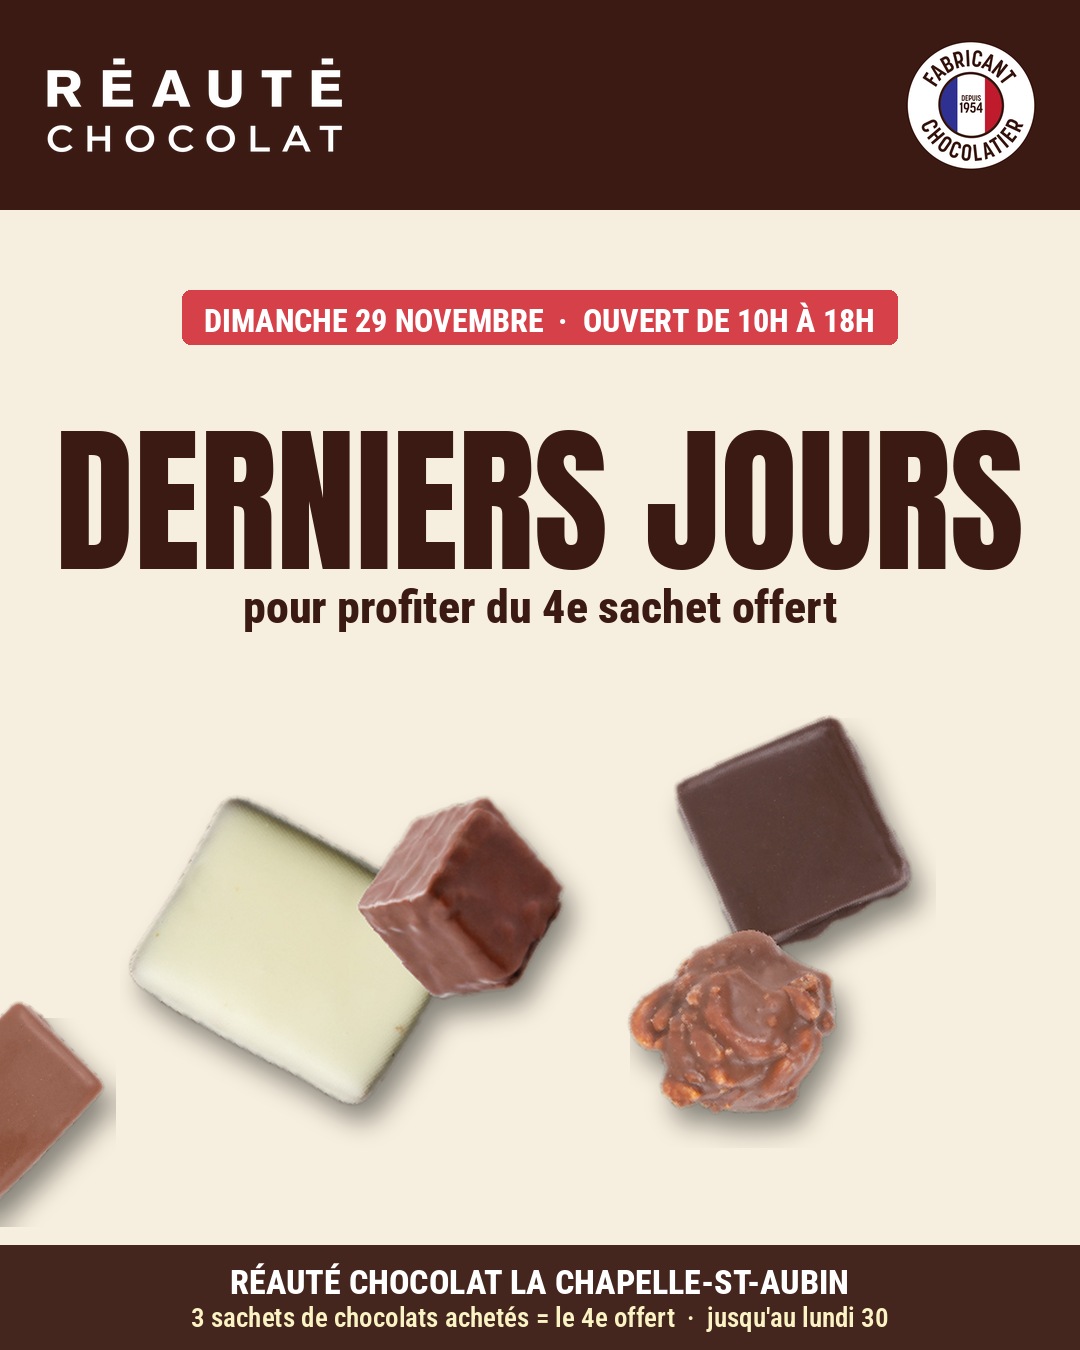 RÉAUTÉ
CHOCOLAT
FABRICANT
DEPUIS
1954
CHOCOLATIER
DIMANCHE 29 NOVEMBRE · OUVERT DE 10H À 18H
DERNIERS JOURS
pour profiter du 4e sachet offert
RÉAUTÉ CHOCOLAT LA CHAPELLE-ST-AUBIN
3 sachets de chocolats achetés = le 4e offert · jusqu'au lundi 30